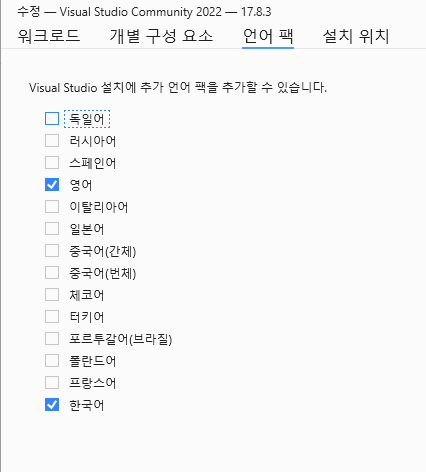 수정 — Visual Studio Community 2022 — 17.8.3
워크로드 개별 구성 요소 언어 팩 설치 위치
Visual Studio 설치에 추가 언어 팩을 추가할 수 있습니다.
독일어
러시아어
스페인어
영어
이탈리아어
일본어
중국어(간체)
중국어(번체)
체코어
터키어
포르투갈어(브라질)
폴란드어
프랑스어
한국어